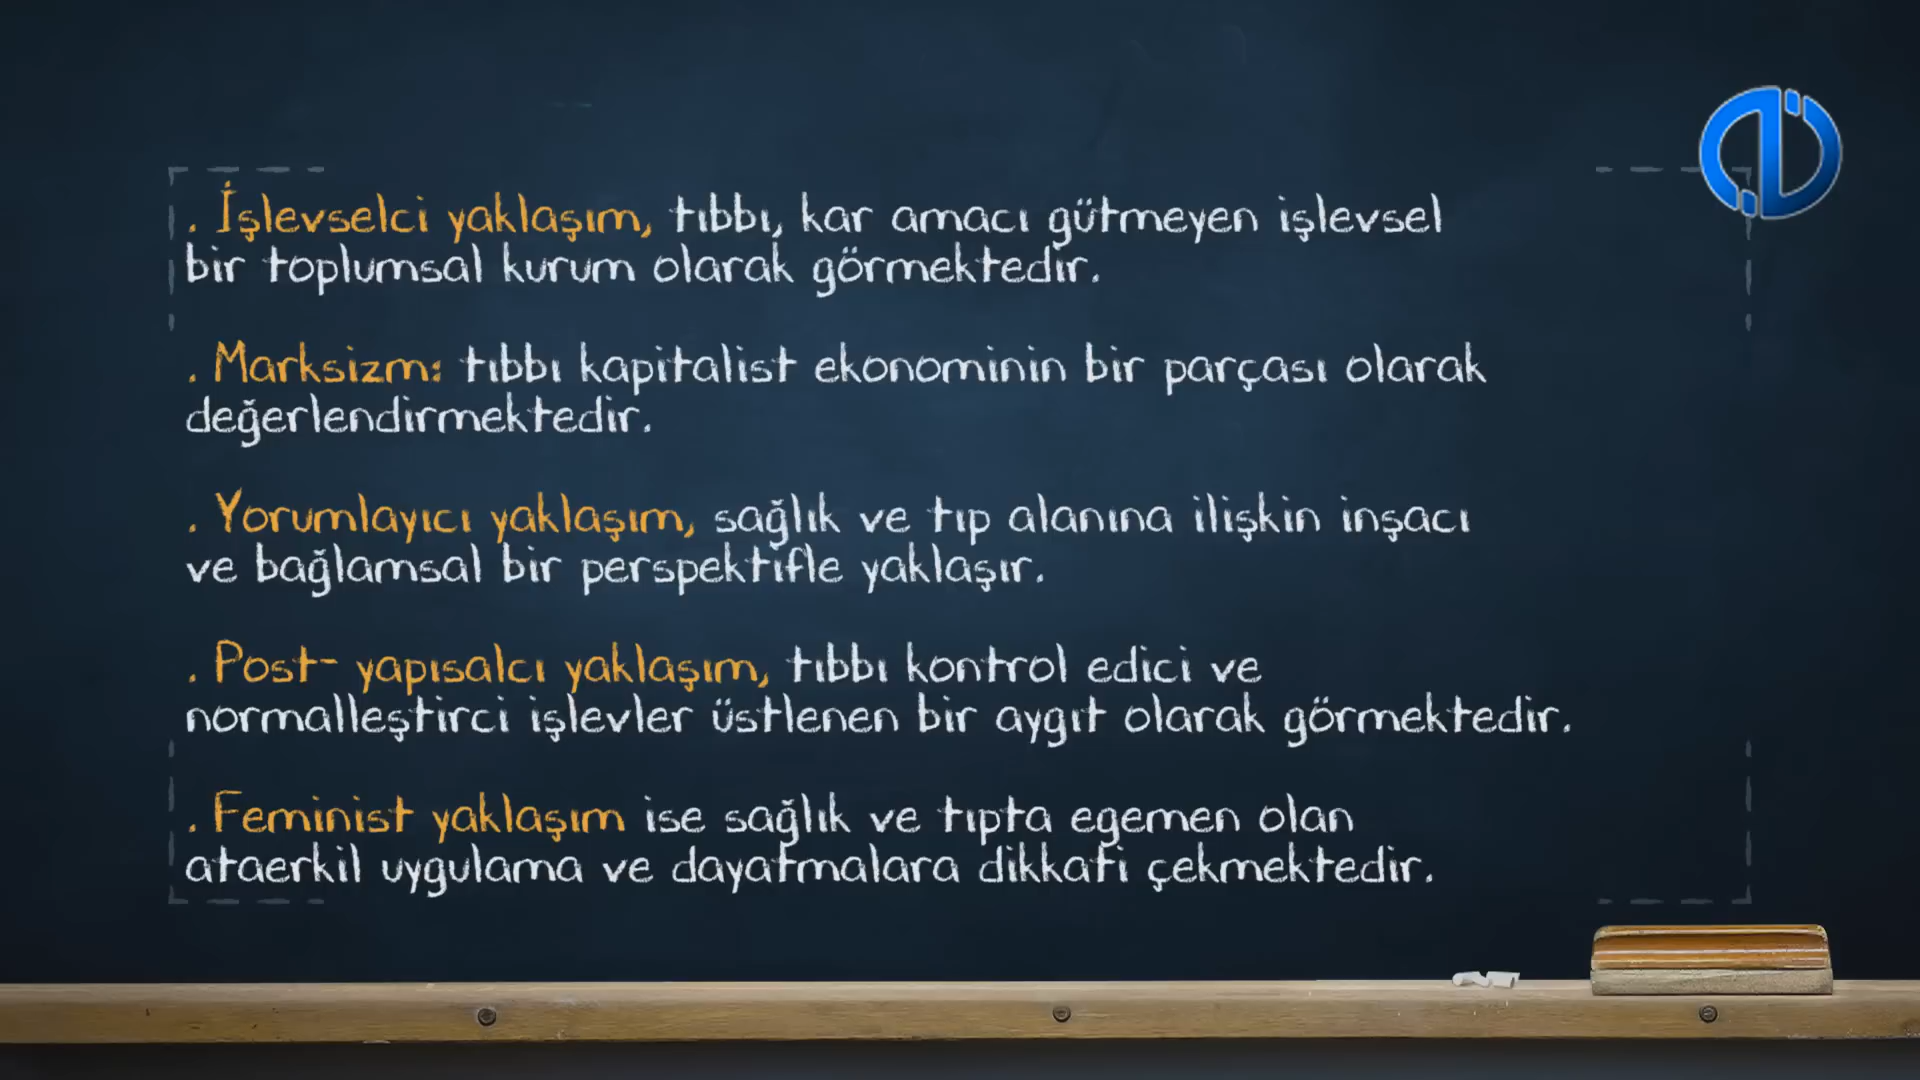 . İşlevselci yaklaşım, tıbbı, kar amacı gütmeyen işlevsel
bir toplumsal kurum olarak görmektedir.
. Marksizm: tıbbı kapitalist ekonominin bir parçası olarak
değerlendirmektedir.
. Yorumlayıcı yaklaşım, sağlık ve tıp alanına ilişkin inşacı
ve bağlamsal bir perspektifle yaklaşır.
. Post- yapısalcı yaklaşım, tıbbı kontrol edici ve
normalleştirci işlevler üstlenen bir aygıt olarak görmektedir.
. Feminist yaklaşım ise sağlık ve tıpta egemen olan
ataerkil uygulama ve dayatmalara dikkati çekmektedir.